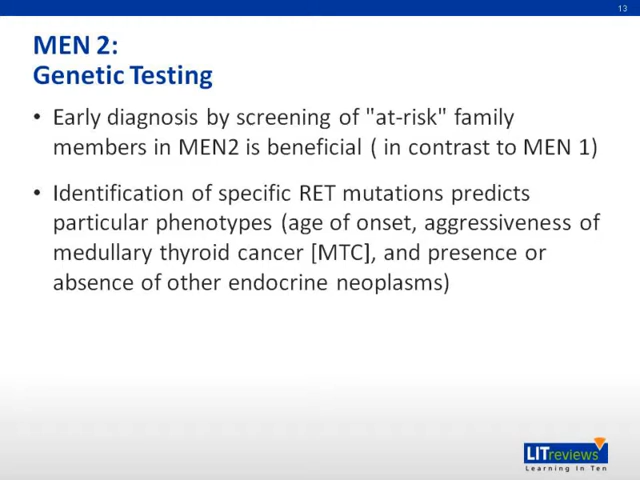 13
MEN 2:
Genetic Testing
• Early diagnosis by screening of "at-risk" family
members in MEN2 is beneficial ( in contrast to MEN 1)
• Identification of specific RET mutations predicts
particular phenotypes (age of onset, aggressiveness of
medullary thyroid cancer [MTC], and presence or
absence of other endocrine neoplasms)
LITreviews
Learning In Ten